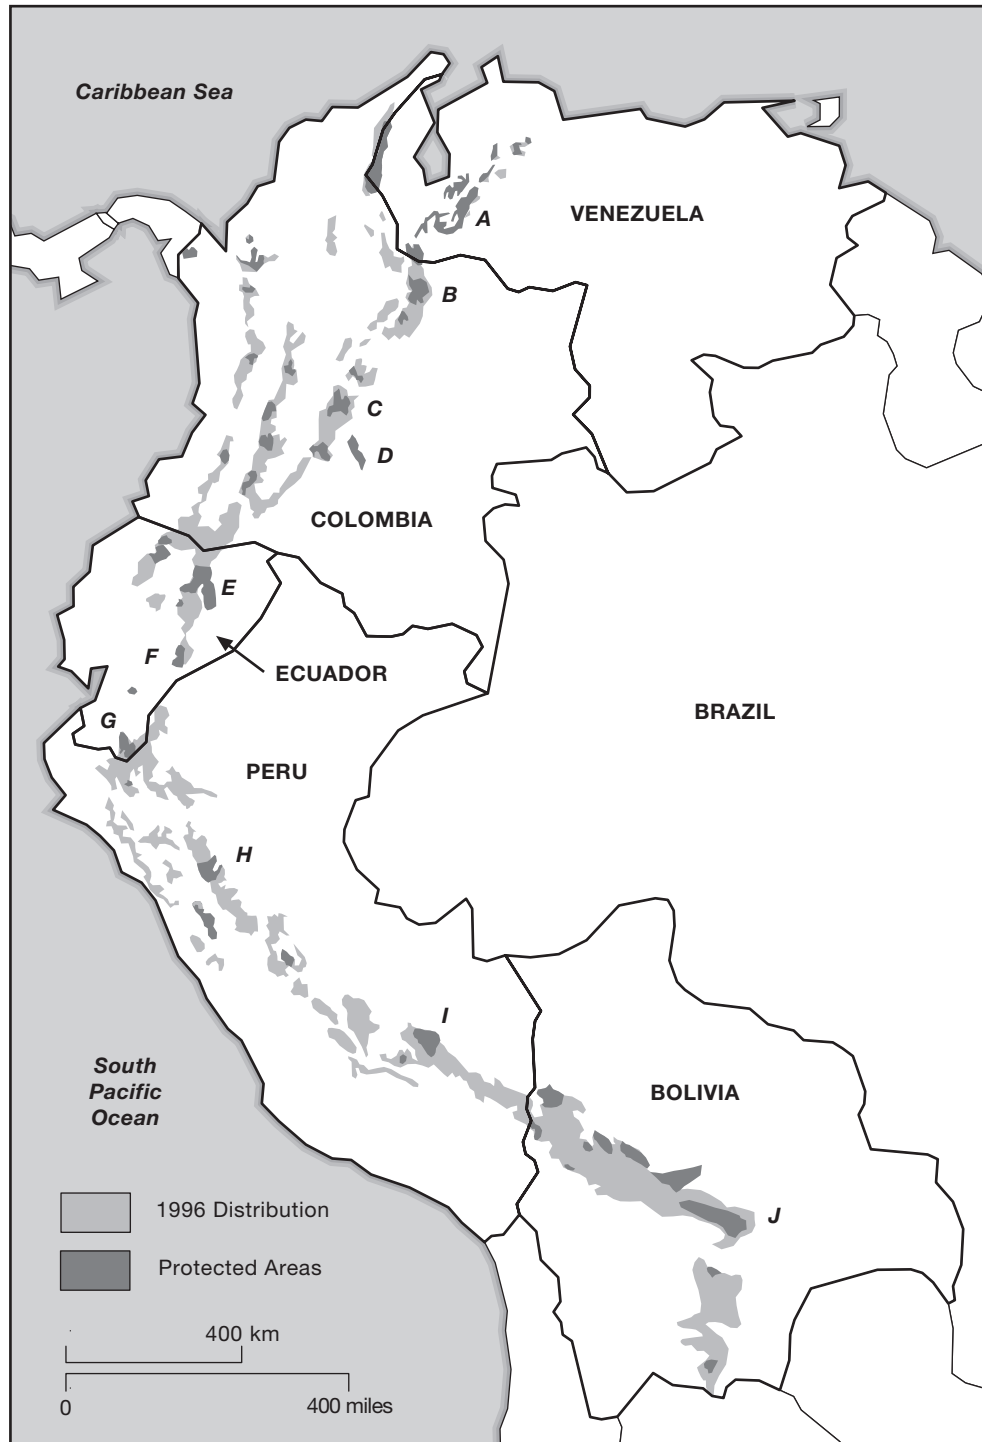 Caribbean Sea
VENEZUELA
A
B
C
D
COLOMBIA
E
F
ECUADOR
G
BRAZIL
PERU
H
I
South
Pacific
Ocean
BOLIVIA
J
1996 Distribution
Protected Areas
400 km
0
400 miles